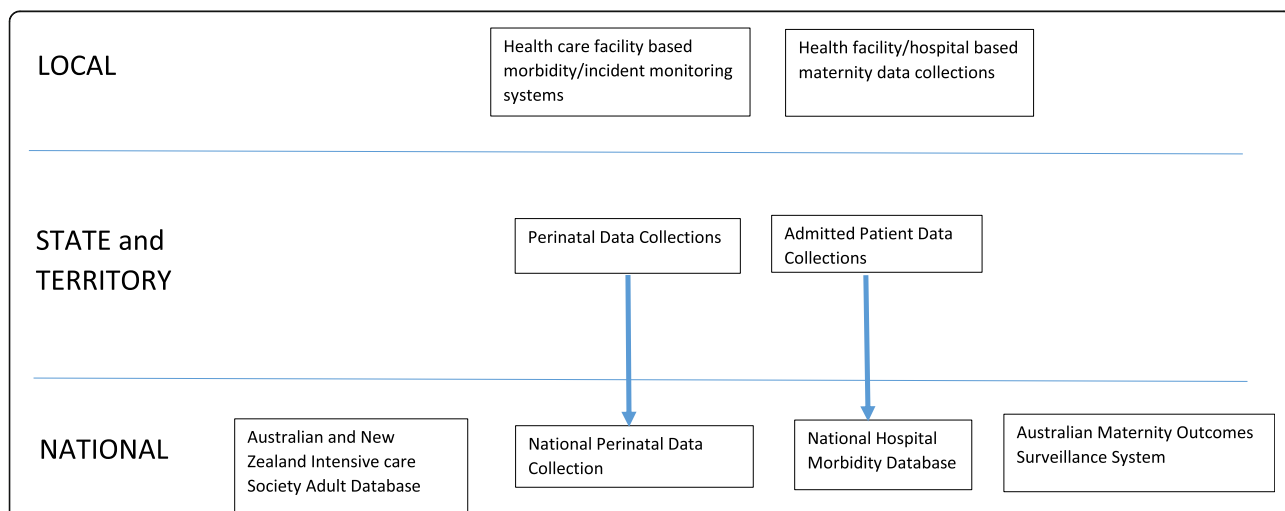 LOCAL
Health care facility based
morbidity/incident monitoring
systems
Health facility/hospital based
maternity data collections
STATE and
TERRITORY
Perinatal Data Collections
Admitted Patient Data
Collections
NATIONAL
Australian and New
Zealand Intensive care
Society Adult Database
National Perinatal Data
Collection
National Hospital
Morbidity Database
Australian Maternity Outcomes
Surveillance System